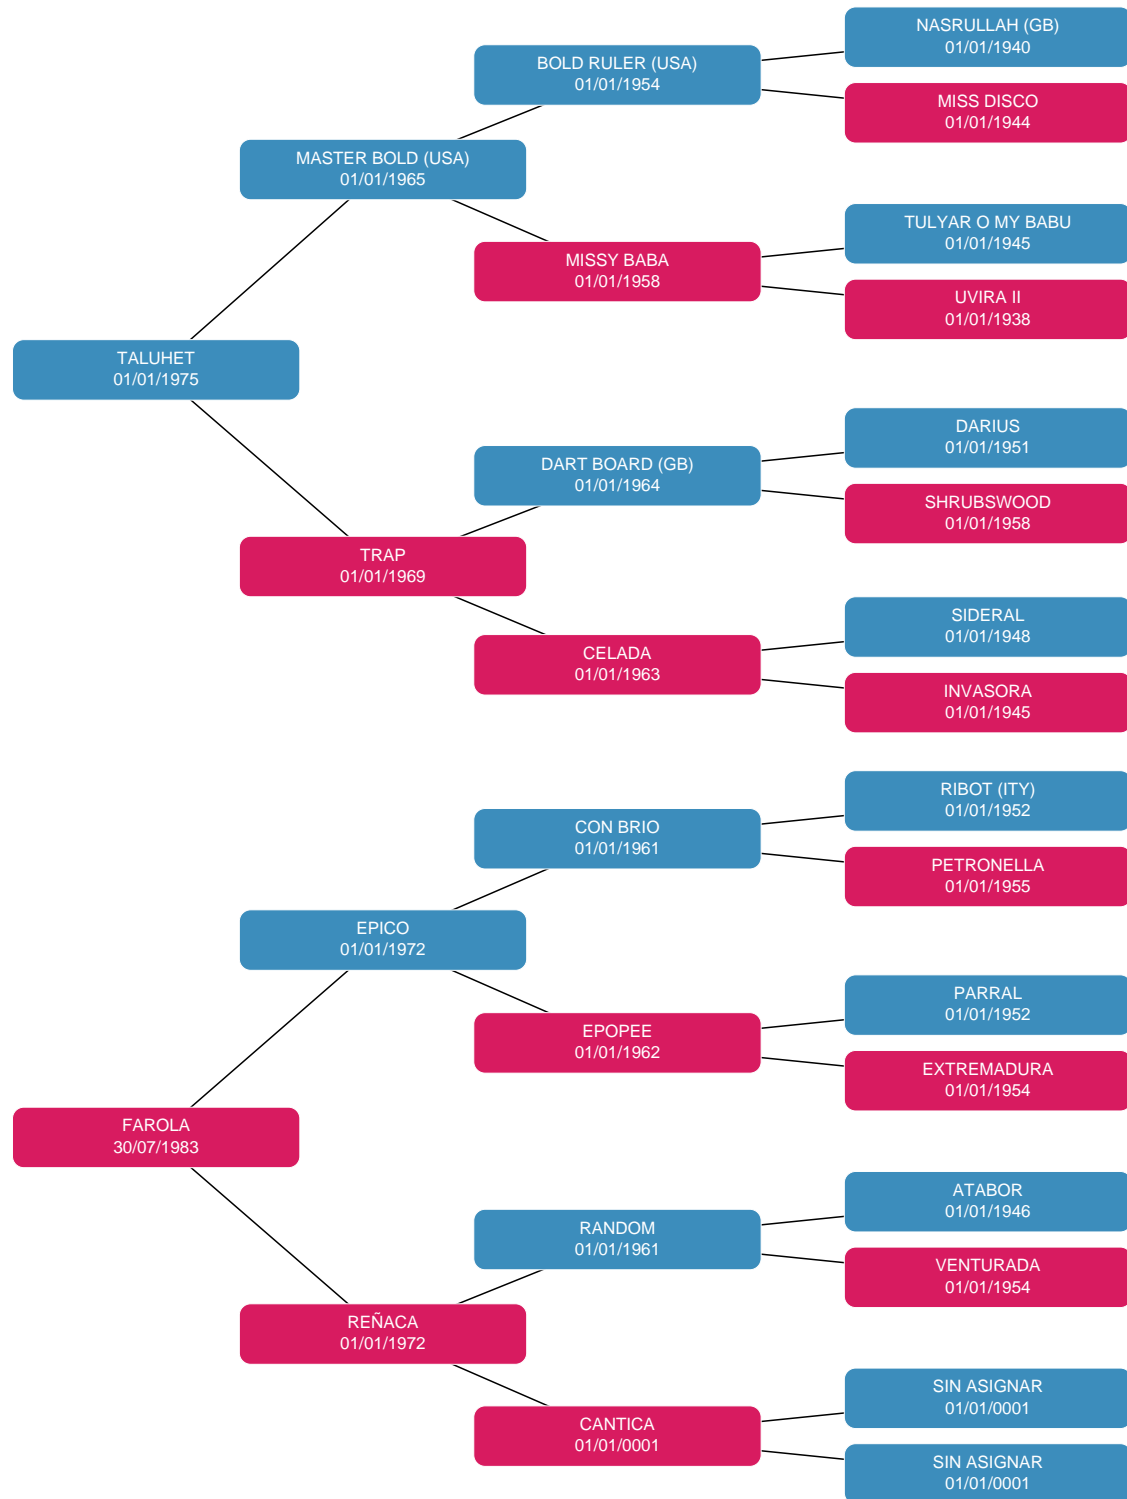 NASRULLAH (GB)
01/01/1940
BOLD RULER (USA)
01/01/1954
MISS DISCO
01/01/1944
MASTER BOLD (USA)
01/01/1965
TULYAR O MY BABU
01/01/1945
MISSY BABA
01/01/1958
UVIRA II
01/01/1938
TALUHET
01/01/1975
DARIUS
01/01/1951
DART BOARD (GB)
01/01/1964
SHRUBSWOOD
01/01/1958
TRAP
01/01/1969
SIDERAL
01/01/1948
CELADA
01/01/1963
INVASORA
01/01/1945
RIBOT (ITY)
01/01/1952
CON BRIO
01/01/1961
PETRONELLA
01/01/1955
EPICO
01/01/1972
PARRAL
01/01/1952
EPOPEE
01/01/1962
EXTREMADURA
01/01/1954
FAROLA
30/07/1983
ATABOR
01/01/1946
RANDOM
01/01/1961
VENTURADA
01/01/1954
REÑACA
01/01/1972
SIN ASIGNAR
01/01/0001
CANTICA
01/01/0001
SIN ASIGNAR
01/01/0001